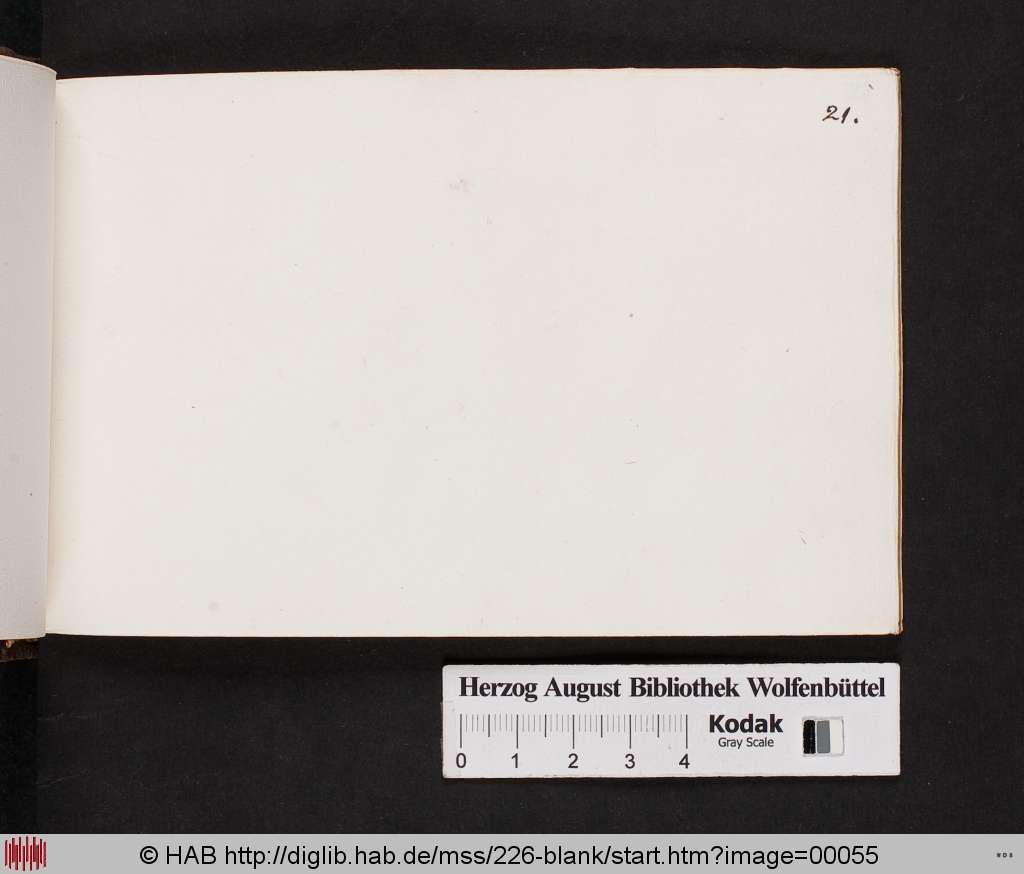 21.
Herzog August Bibliothek Wolfenbüttel
Kodak
Gray Scale
0 1 2 3 4
© HAB http://diglib.hab.de/mss/226-blank/start.htm?image=00055
WDB